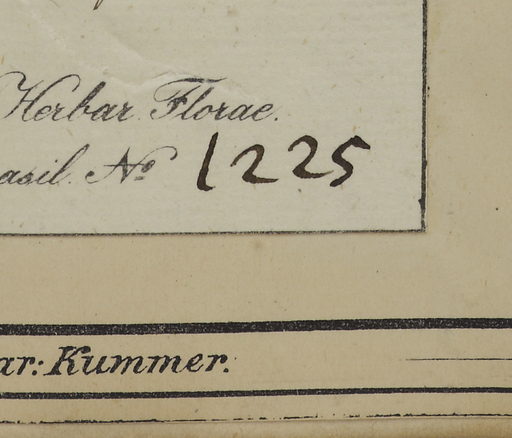 Herbar. Florae.
asil. No 1225
ar: Kummer.